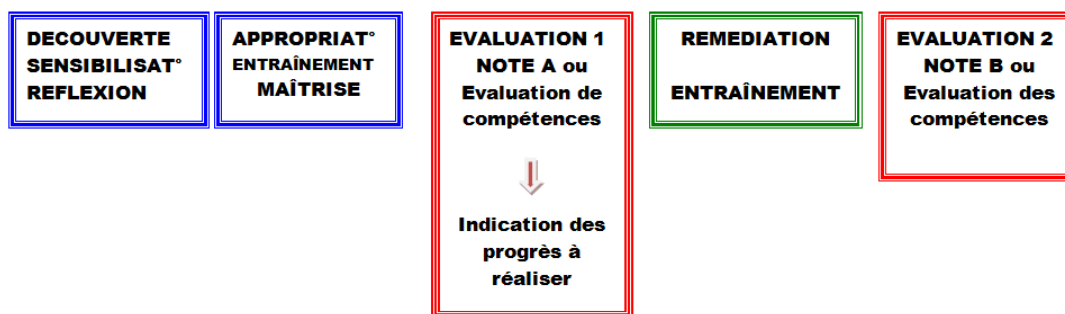 DECOUVERTE
SENSIBILISAT°
REFLEXION
APPROPRIAT°
ENTRAÎNEMENT
MAÎTRISE
EVALUATION 1
NOTE A ou
Evaluation de
compétences
Indication des
progrès à
réaliser
REMEDIATION
ENTRAÎNEMENT
EVALUATION 2
NOTE B ou
Evaluation des
compétences